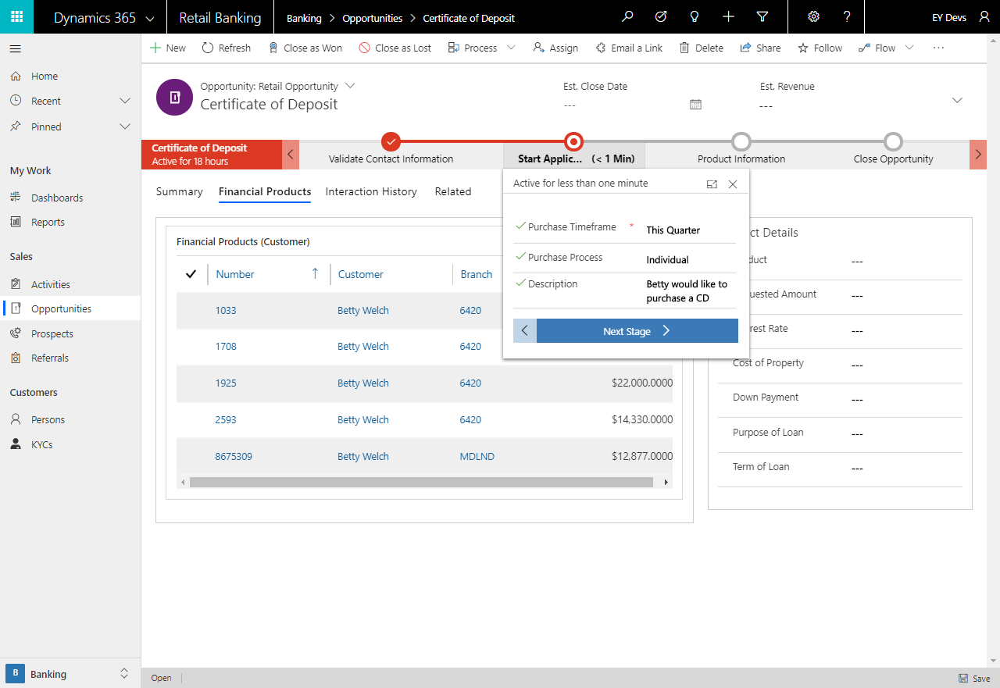 Dynamics 365
Retail Banking
Banking > Opportunities > Certificate of Deposit
EY Devs
New
Refresh
Close as Won
Close as Lost
Process
Assign
Email a Link
Delete
Share
Follow
Flow
Home
Recent
Pinned
My Work
Dashboards
Reports
Sales
Activities
Opportunities
Prospects
Referrals
Customers
Persons
KYCs
B Banking
Opportunity: Retail Opportunity
Certificate of Deposit
Est. Close Date
---
Est. Revenue
---
Certificate of Deposit
Active for 18 hours
Validate Contact Information
Start Applic... (< 1 Min)
Product Information
Close Opportunity
Summary
Financial Products
Interaction History
Related
Active for less than one minute
Purchase Timeframe * This Quarter
Purchase Process Individual
Description Betty would like to
purchase a CD
Next Stage
Financial Products (Customer)
Number Customer Branch
1033 Betty Welch 6420
1708 Betty Welch 6420
1925 Betty Welch 6420 $22,000.0000
2593 Betty Welch 6420 $14,330.0000
8675309 Betty Welch MDLND $12,877.0000
ct Details
duct ---
uested Amount ---
rest Rate ---
Cost of Property ---
Down Payment ---
Purpose of Loan ---
Term of Loan ---
Open
Save